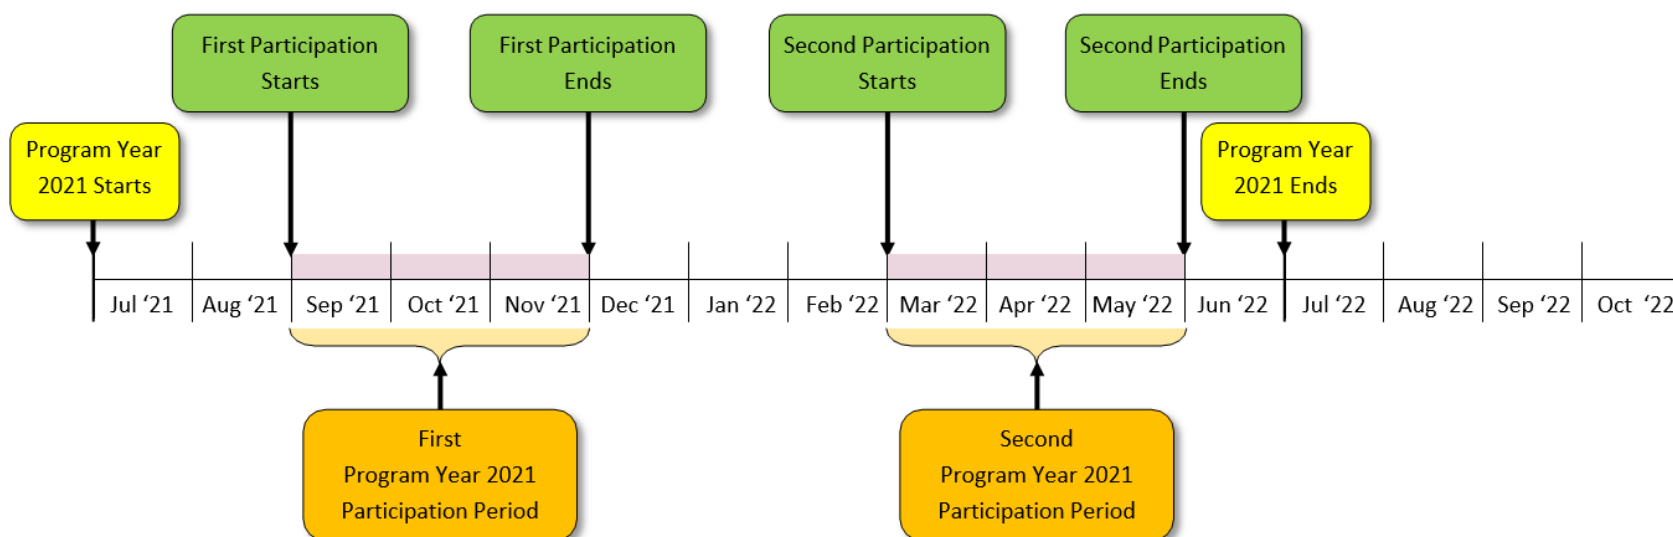 First Participation
Starts
First Participation
Ends
Second Participation
Starts
Second Participation
Ends
Program Year
2021 Starts
Program Year
2021 Ends
Jul ‘21
Aug ‘21
Sep ‘21
Oct ‘21
Nov ‘21
Dec ‘21
Jan ‘22
Feb ‘22
Mar ‘22
Apr ‘22
May ‘22
Jun ‘22
Jul ‘22
Aug ‘22
Sep ‘22
Oct ‘22
First
Program Year 2021
Participation Period
Second
Program Year 2021
Participation Period